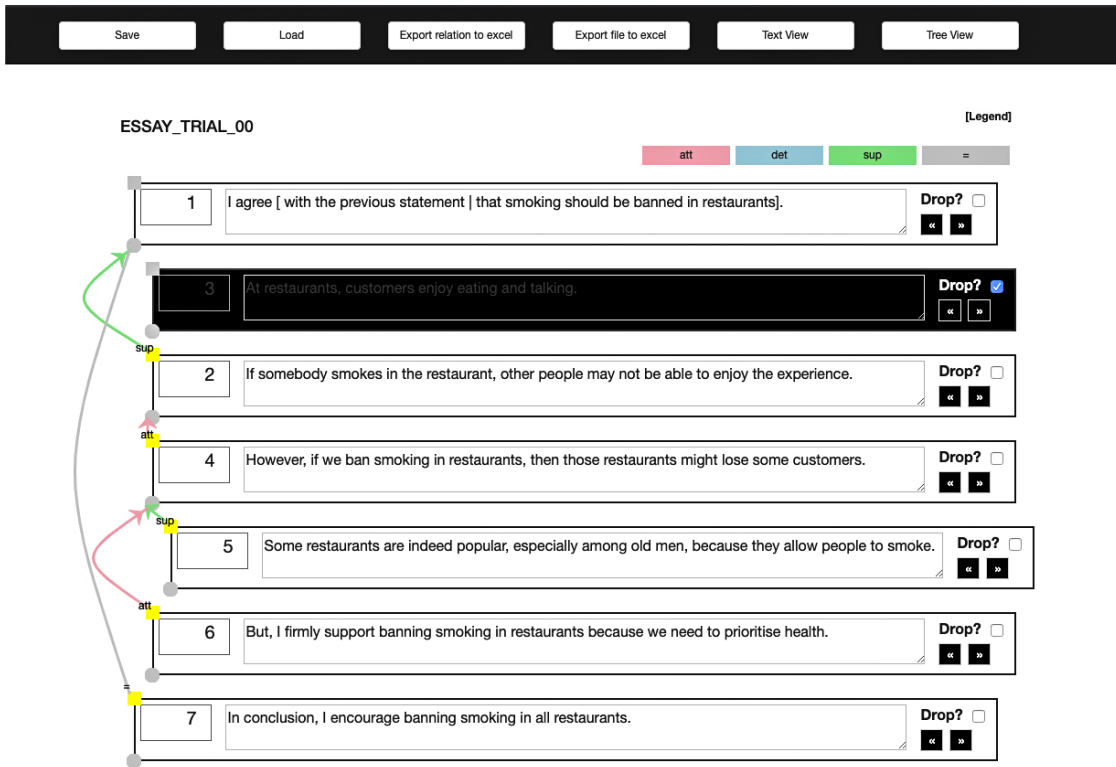 Save Load Export relation to excel Export file to excel Text View Tree View
ESSAY_TRIAL_00
[Legend]
att det sup =
1 I agree [ with the previous statement | that smoking should be banned in restaurants]. Drop?
« »
3 At restaurants, customers enjoy eating and talking. Drop?
« »
sup
2 If somebody smokes in the restaurant, other people may not be able to enjoy the experience. Drop?
« »
att
4 However, if we ban smoking in restaurants, then those restaurants might lose some customers. Drop?
« »
sup
5 Some restaurants are indeed popular, especially among old men, because they allow people to smoke. Drop?
« »
att
6 But, I firmly support banning smoking in restaurants because we need to prioritise health. Drop?
« »
=
7 In conclusion, I encourage banning smoking in all restaurants. Drop?
« »